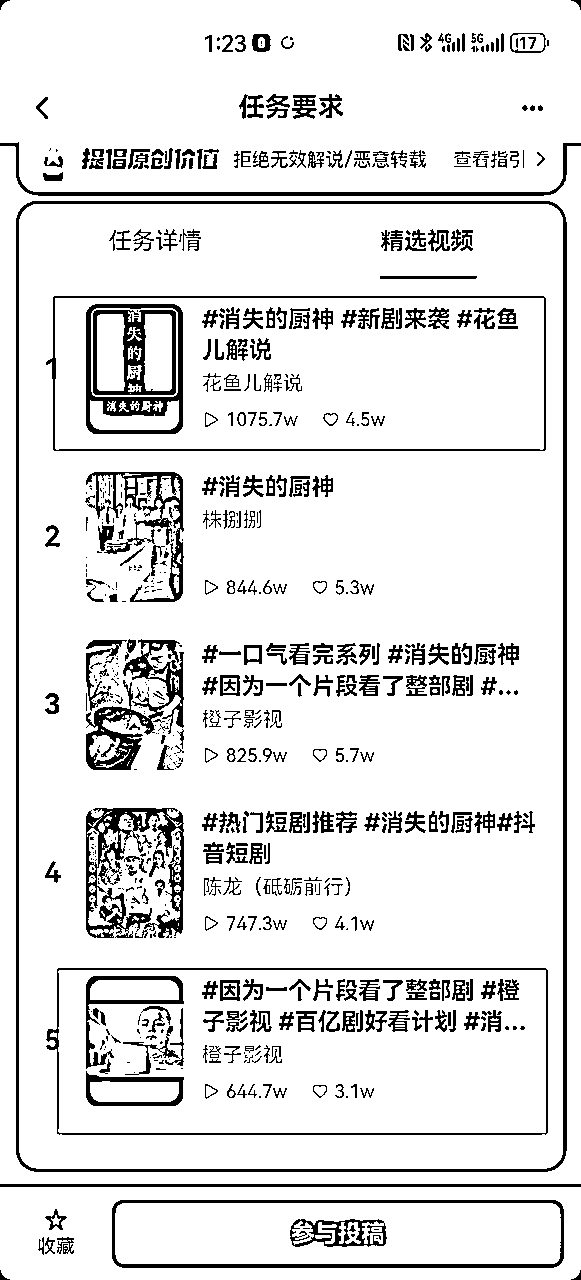 1:23
4G 5G 17
任务要求
提倡原创价值 拒绝无效解说/恶意转载 查看指引
任务详情 精选视频
1
消失的厨神
消失的厨神
#消失的厨神 #新剧来袭 #花鱼
儿解说
花鱼儿解说
1075.7w 4.5w
2
#消失的厨神
株捌捌
844.6w 5.3w
3
#一口气看完系列 #消失的厨神
#因为一个片段看了整部剧 #...
橙子影视
825.9w 5.7w
4
#热门短剧推荐 #消失的厨神#抖
音短剧
陈龙（砥砺前行）
747.3w 4.1w
5
#因为一个片段看了整部剧 #橙
子影视 #百亿剧好看计划 #消...
橙子影视
644.7w 3.1w
收藏
参与投稿